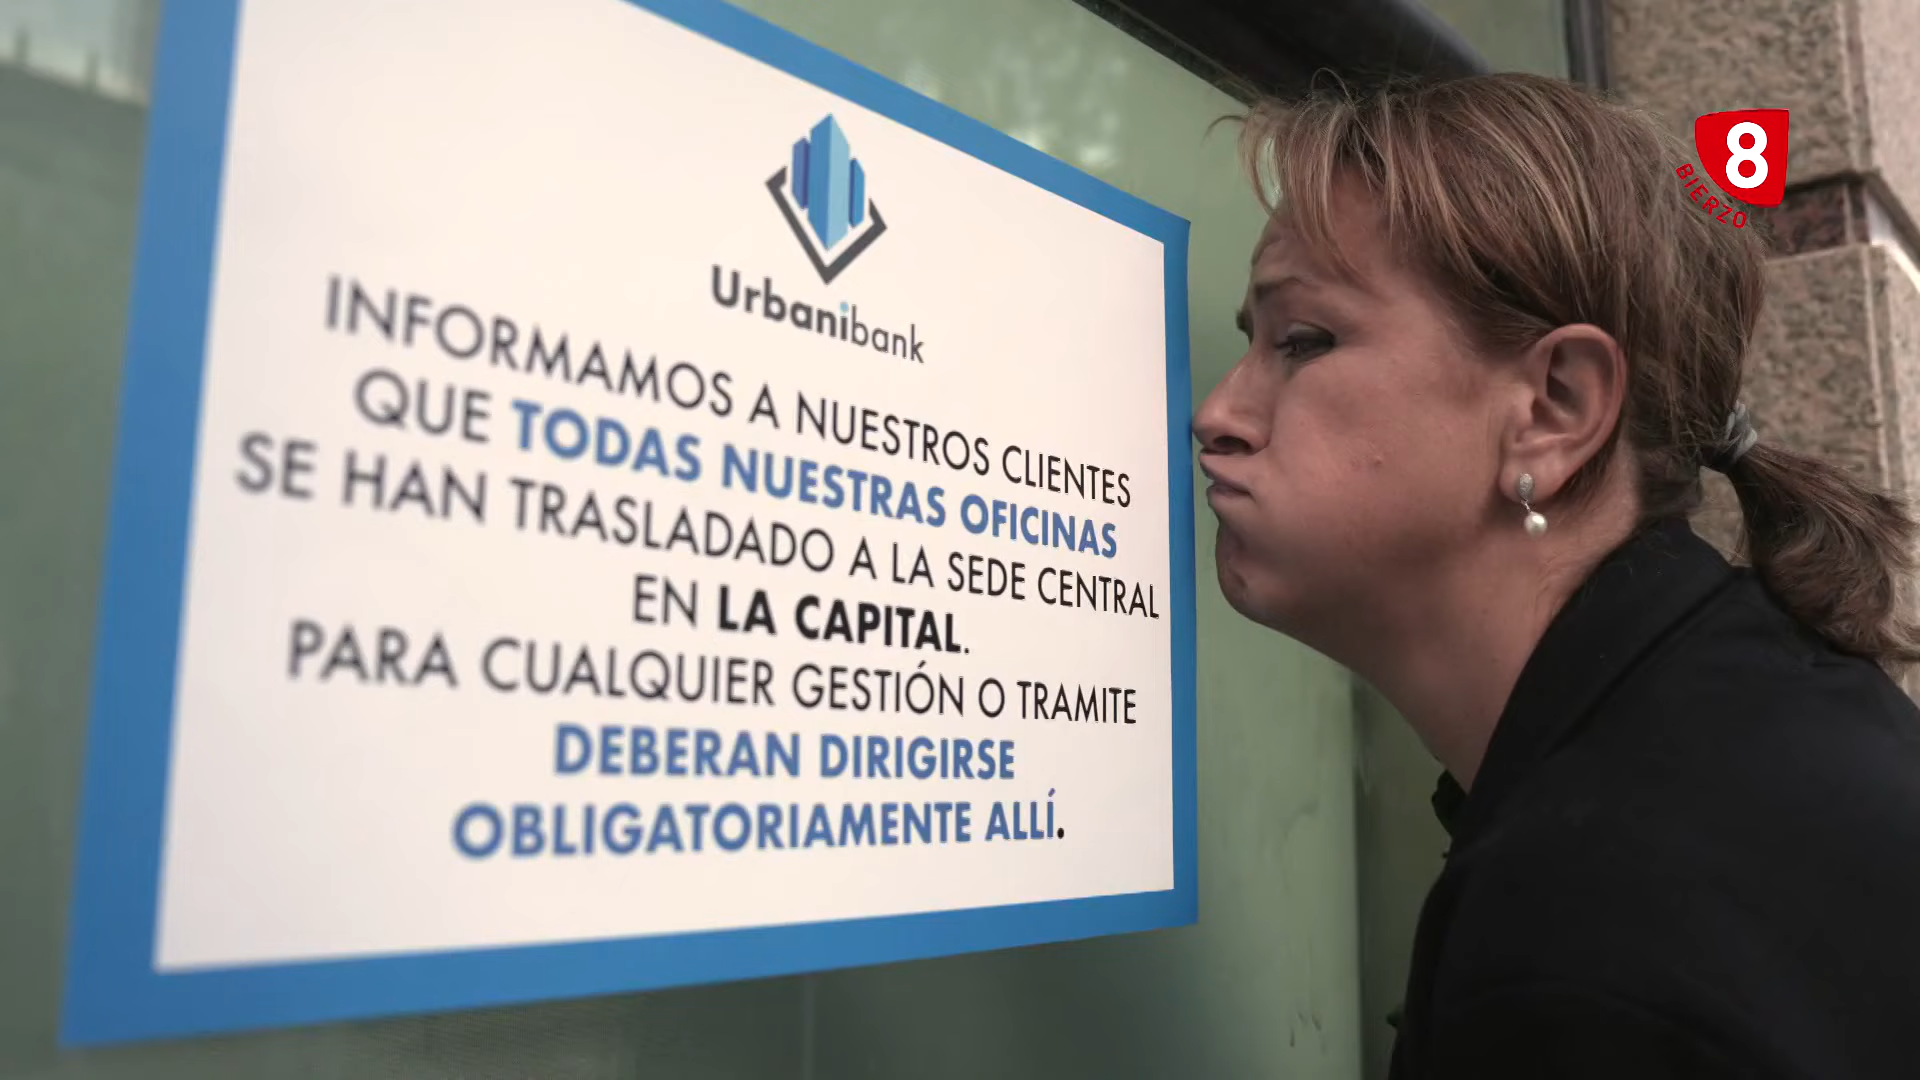 Urbanibank
INFORMAMOS A NUESTROS CLIENTES
QUE TODAS NUESTRAS OFICINAS
SE HAN TRASLADADO A LA SEDE CENTRAL
EN LA CAPITAL.
PARA CUALQUIER GESTIÓN O TRAMITE
DEBERAN DIRIGIRSE
OBLIGATORIAMENTE ALLÍ.
8
BIERZO